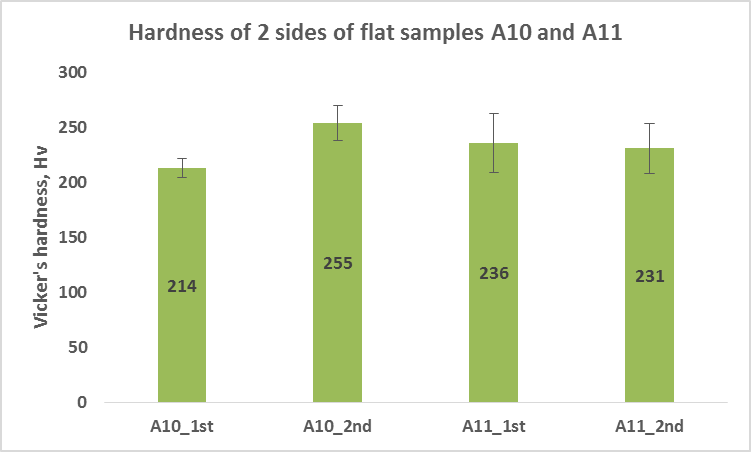 Hardness of 2 sides of flat samples A10 and A11
Vicker's hardness, Hv
300
250
200
150
100
50
0
214
255
236
231
A10_1st
A10_2nd
A11_1st
A11_2nd